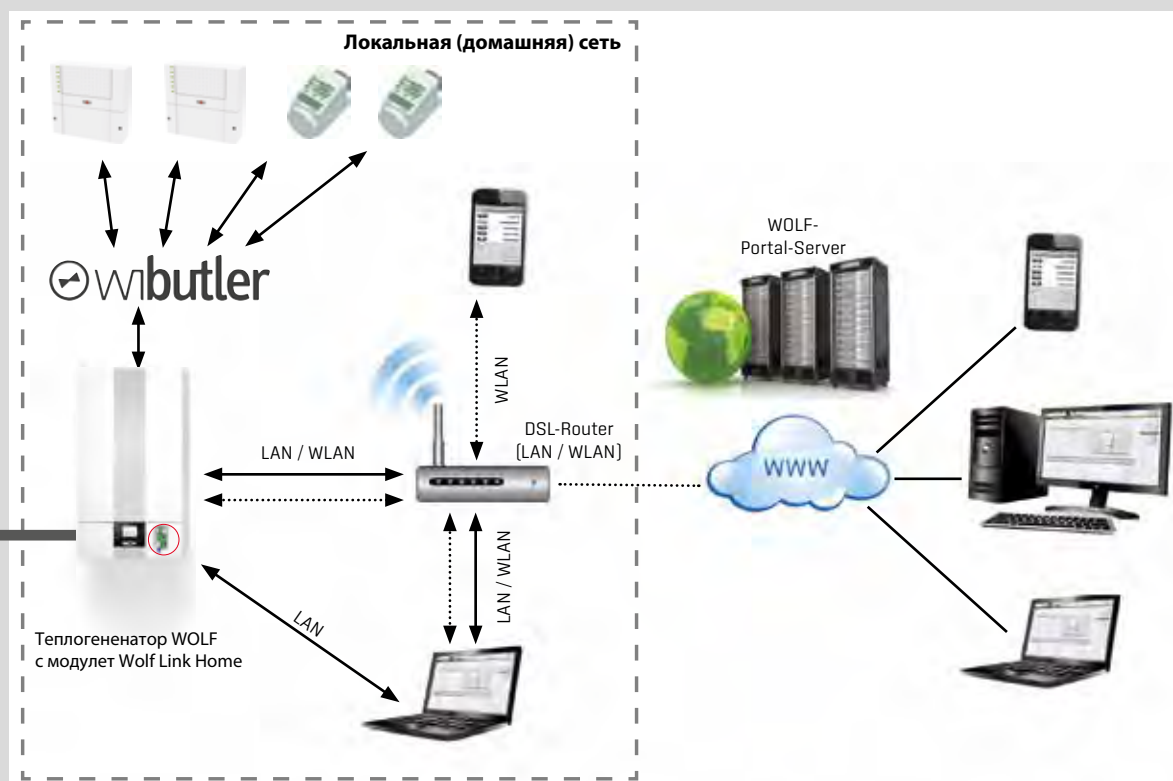 Локальная (домашняя) сеть
wibutler
WLAN
WOLF-
Portal-Server
DSL-Router
(LAN / WLAN)
LAN / WLAN
WWW
LAN / WLAN
LAN
Теплогененатор WOLF
с модулет Wolf Link Home